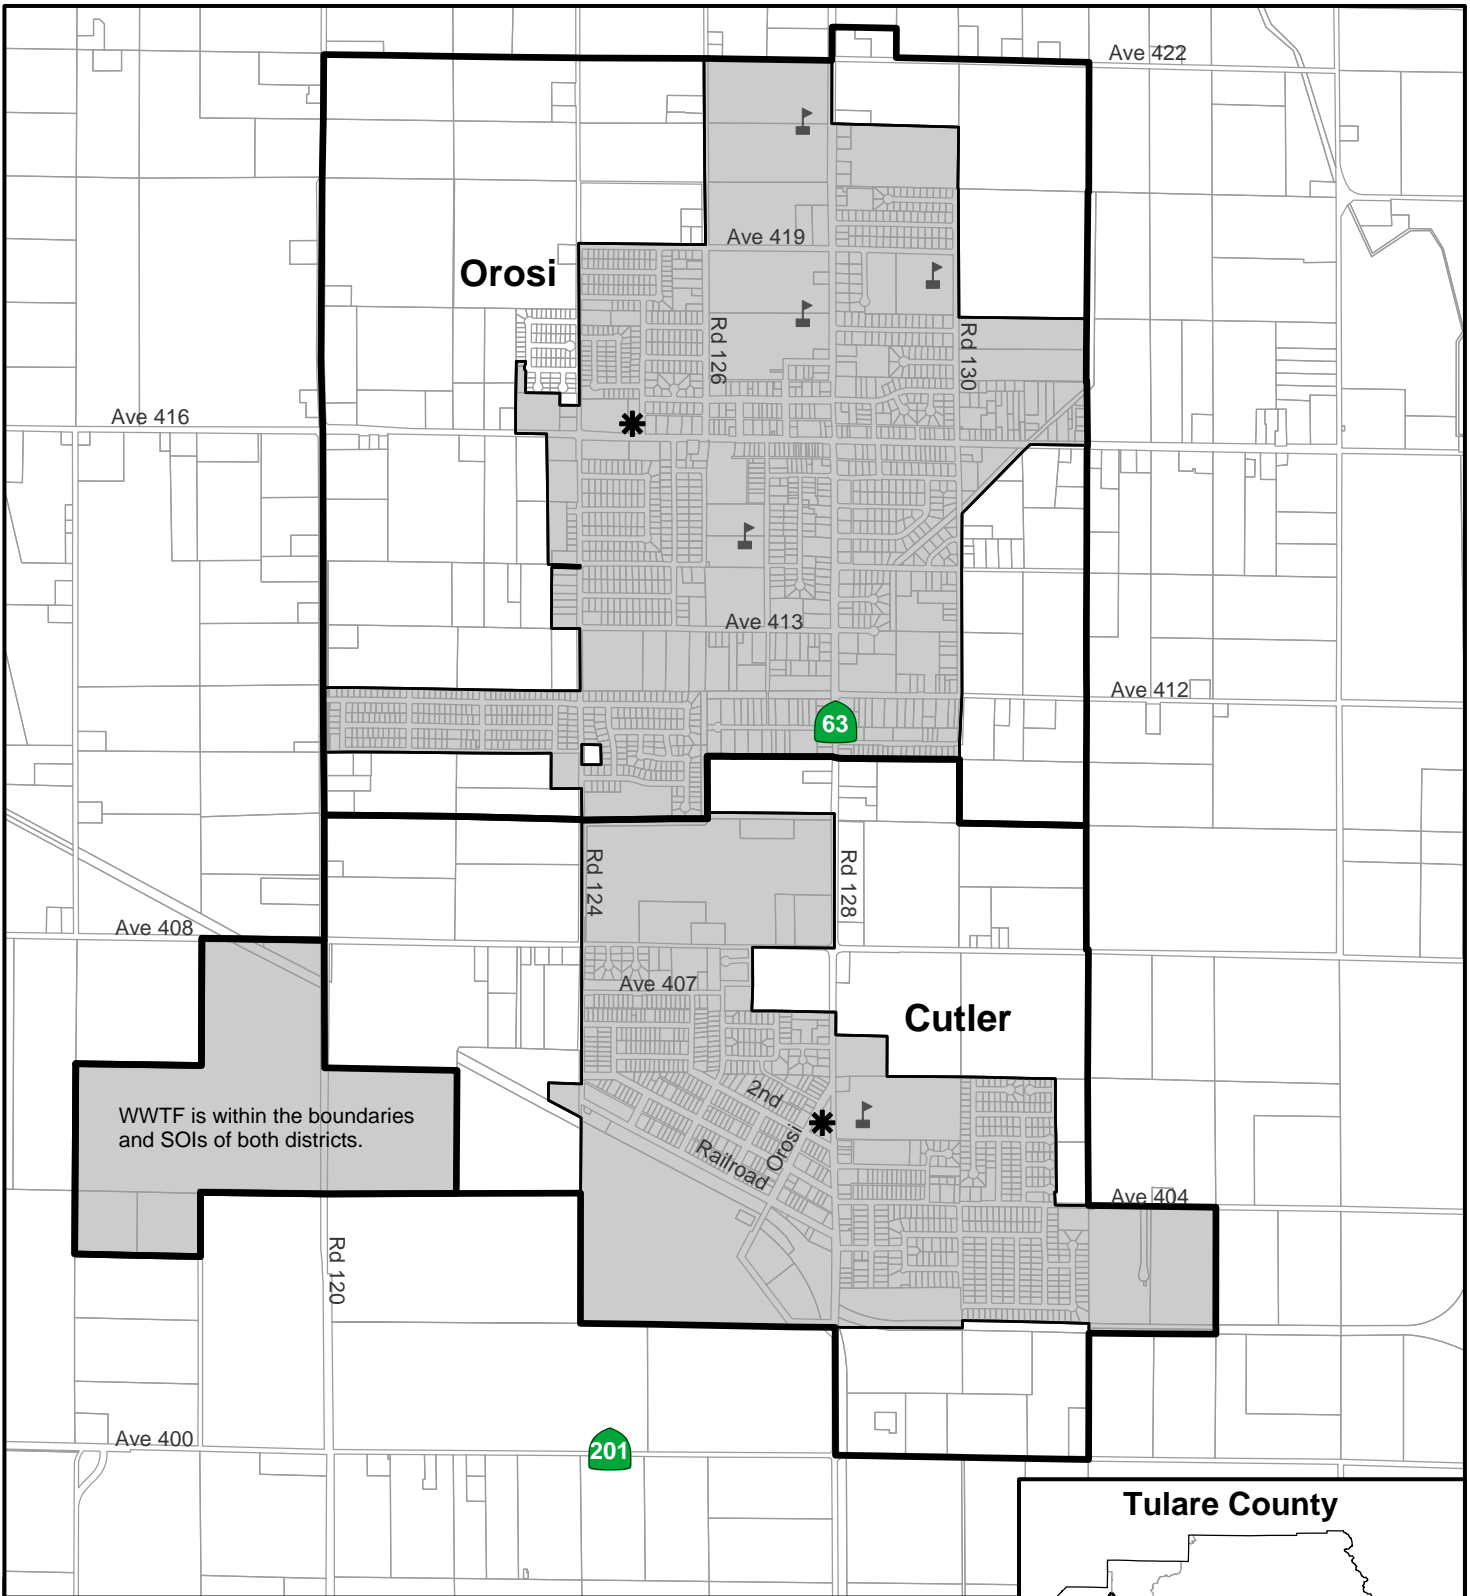 Ave 422
Ave 419
Orosi
Rd 126
Rd 130
Ave 416
Ave 413
Ave 412
63
Rd 124
Rd 128
Ave 408
Ave 407
Cutler
2nd
WWTF is within the boundaries
and SOIs of both districts.
Orosi
Railroad
Ave 404
Rd 120
Ave 400
201
Tulare County